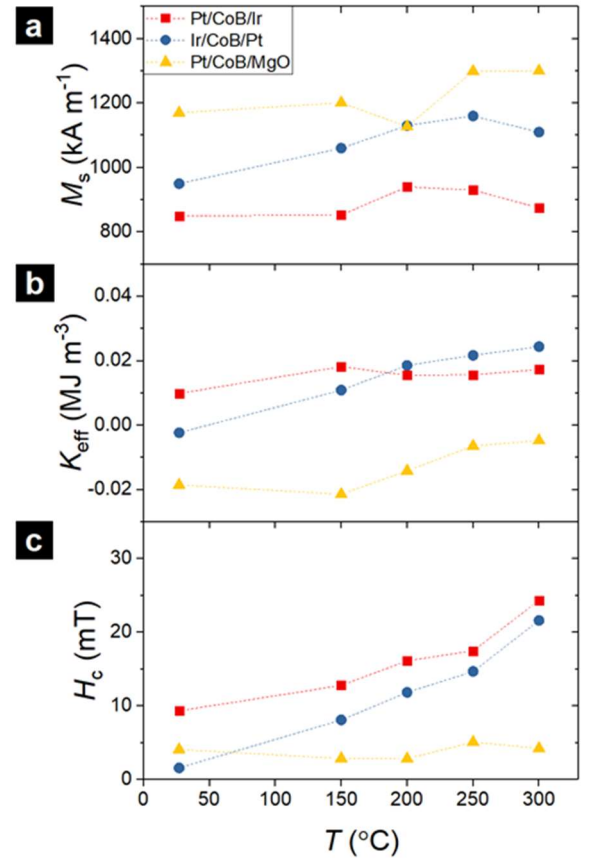 a
Pt/CoB/Ir
Ir/CoB/Pt
Pt/CoB/MgO
1400
1200
1000
800
Ms (kA m-1)
b
0.04
0.02
0.00
-0.02
Keff (MJ m-3)
c
30
20
10
0
Hc (mT)
0 50 100 150 200 250 300
T (°C)